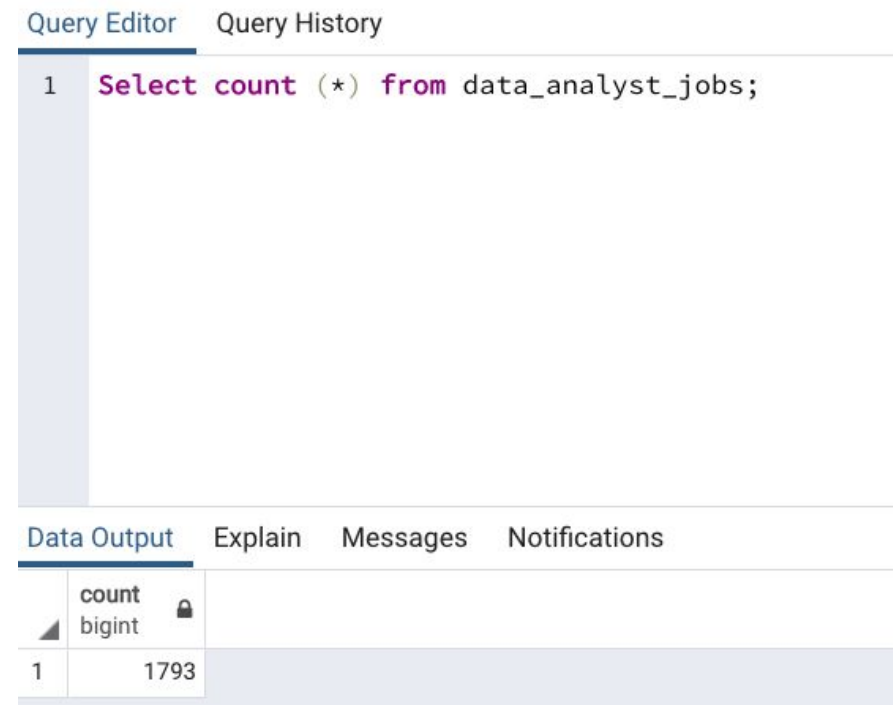 Query Editor Query History
1 Select count (*) from data_analyst_jobs;
Data Output Explain Messages Notifications
count
bigint
1 1793